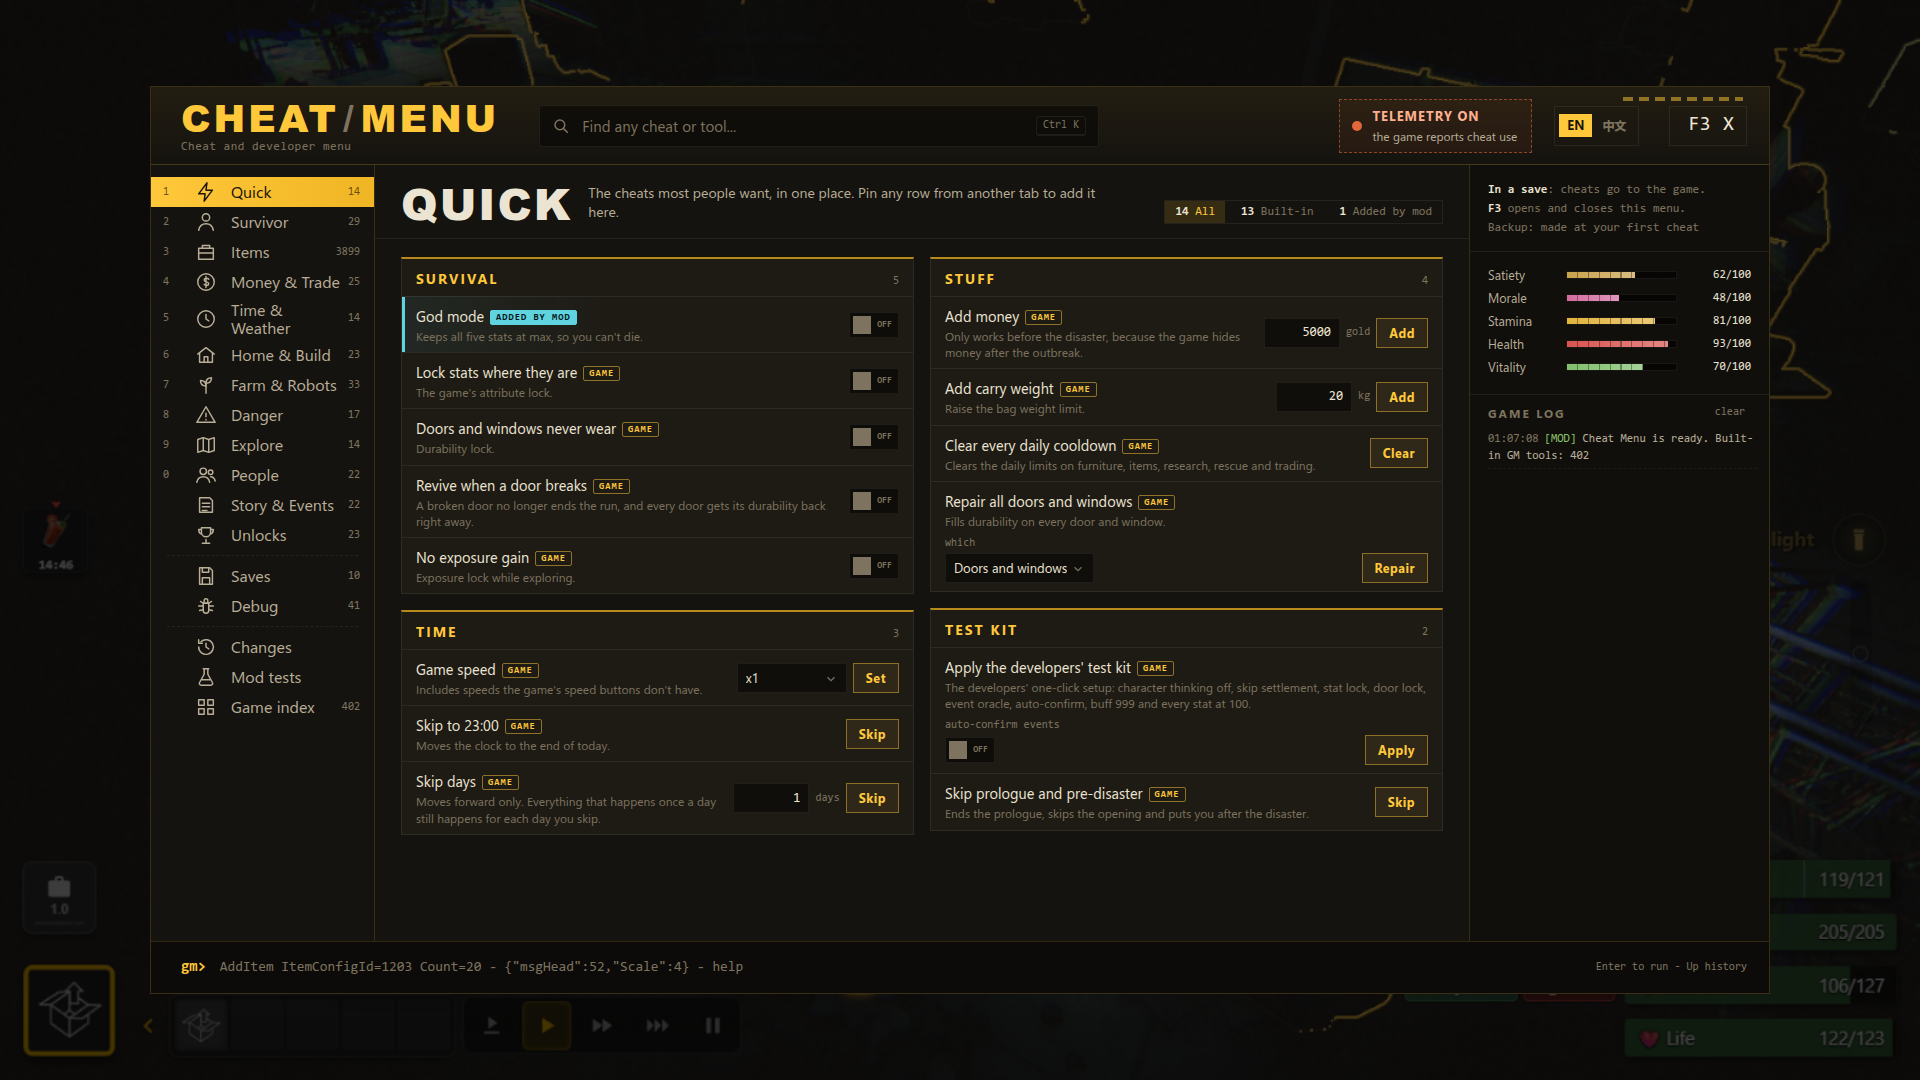 CHEAT/MENU
Cheat and developer menu
Find any cheat or tool...
Ctrl K
TELEMETRY ON
the game reports cheat use
EN
中文
F3 X
1 Quick 14
2 Survivor 29
3 Items 3899
4 Money & Trade 25
5 Time &
Weather 14
6 Home & Build 23
7 Farm & Robots 33
8 Danger 17
9 Explore 14
0 People 22
Story & Events 22
Unlocks 23
Saves 10
Debug 41
Changes
Mod tests
Game index 402
QUICK
The cheats most people want, in one place. Pin any row from another tab to add it
here.
14 All
13 Built-in
1 Added by mod
SURVIVAL 5
God mode ADDED BY MOD
Keeps all five stats at max, so you can't die.
OFF
Lock stats where they are GAME
The game's attribute lock.
OFF
Doors and windows never wear GAME
Durability lock.
OFF
Revive when a door breaks GAME
A broken door no longer ends the run, and every door gets its durability back
right away.
OFF
No exposure gain GAME
Exposure lock while exploring.
OFF
TIME 3
Game speed GAME
Includes speeds the game's speed buttons don't have.
x1
Set
Skip to 23:00 GAME
Moves the clock to the end of today.
Skip
Skip days GAME
Moves forward only. Everything that happens once a day
still happens for each day you skip.
1 days
Skip
STUFF 4
Add money GAME
Only works before the disaster, because the game hides
money after the outbreak.
5000 gold
Add
Add carry weight GAME
Raise the bag weight limit.
20 kg
Add
Clear every daily cooldown GAME
Clears the daily limits on furniture, items, research, rescue and trading.
Clear
Repair all doors and windows GAME
Fills durability on every door and window.
which
Doors and windows
Repair
TEST KIT 2
Apply the developers' test kit GAME
The developers' one-click setup: character thinking off, skip settlement, stat lock, door lock,
event oracle, auto-confirm, buff 999 and every stat at 100.
auto-confirm events
OFF
Apply
Skip prologue and pre-disaster GAME
Ends the prologue, skips the opening and puts you after the disaster.
Skip
In a save: cheats go to the game.
F3 opens and closes this menu.
Backup: made at your first cheat
Satiety 62/100
Morale 48/100
Stamina 81/100
Health 93/100
Vitality 70/100
GAME LOG
clear
01:07:08 [MOD] Cheat Menu is ready. Built-
in GM tools: 402
gm> AddItem ItemConfigId=1203 Count=20 - {"msgHead":52,"Scale":4} - help
Enter to run - Up history
14:46
1.0
light
119/121
205/205
106/127
Life 122/123